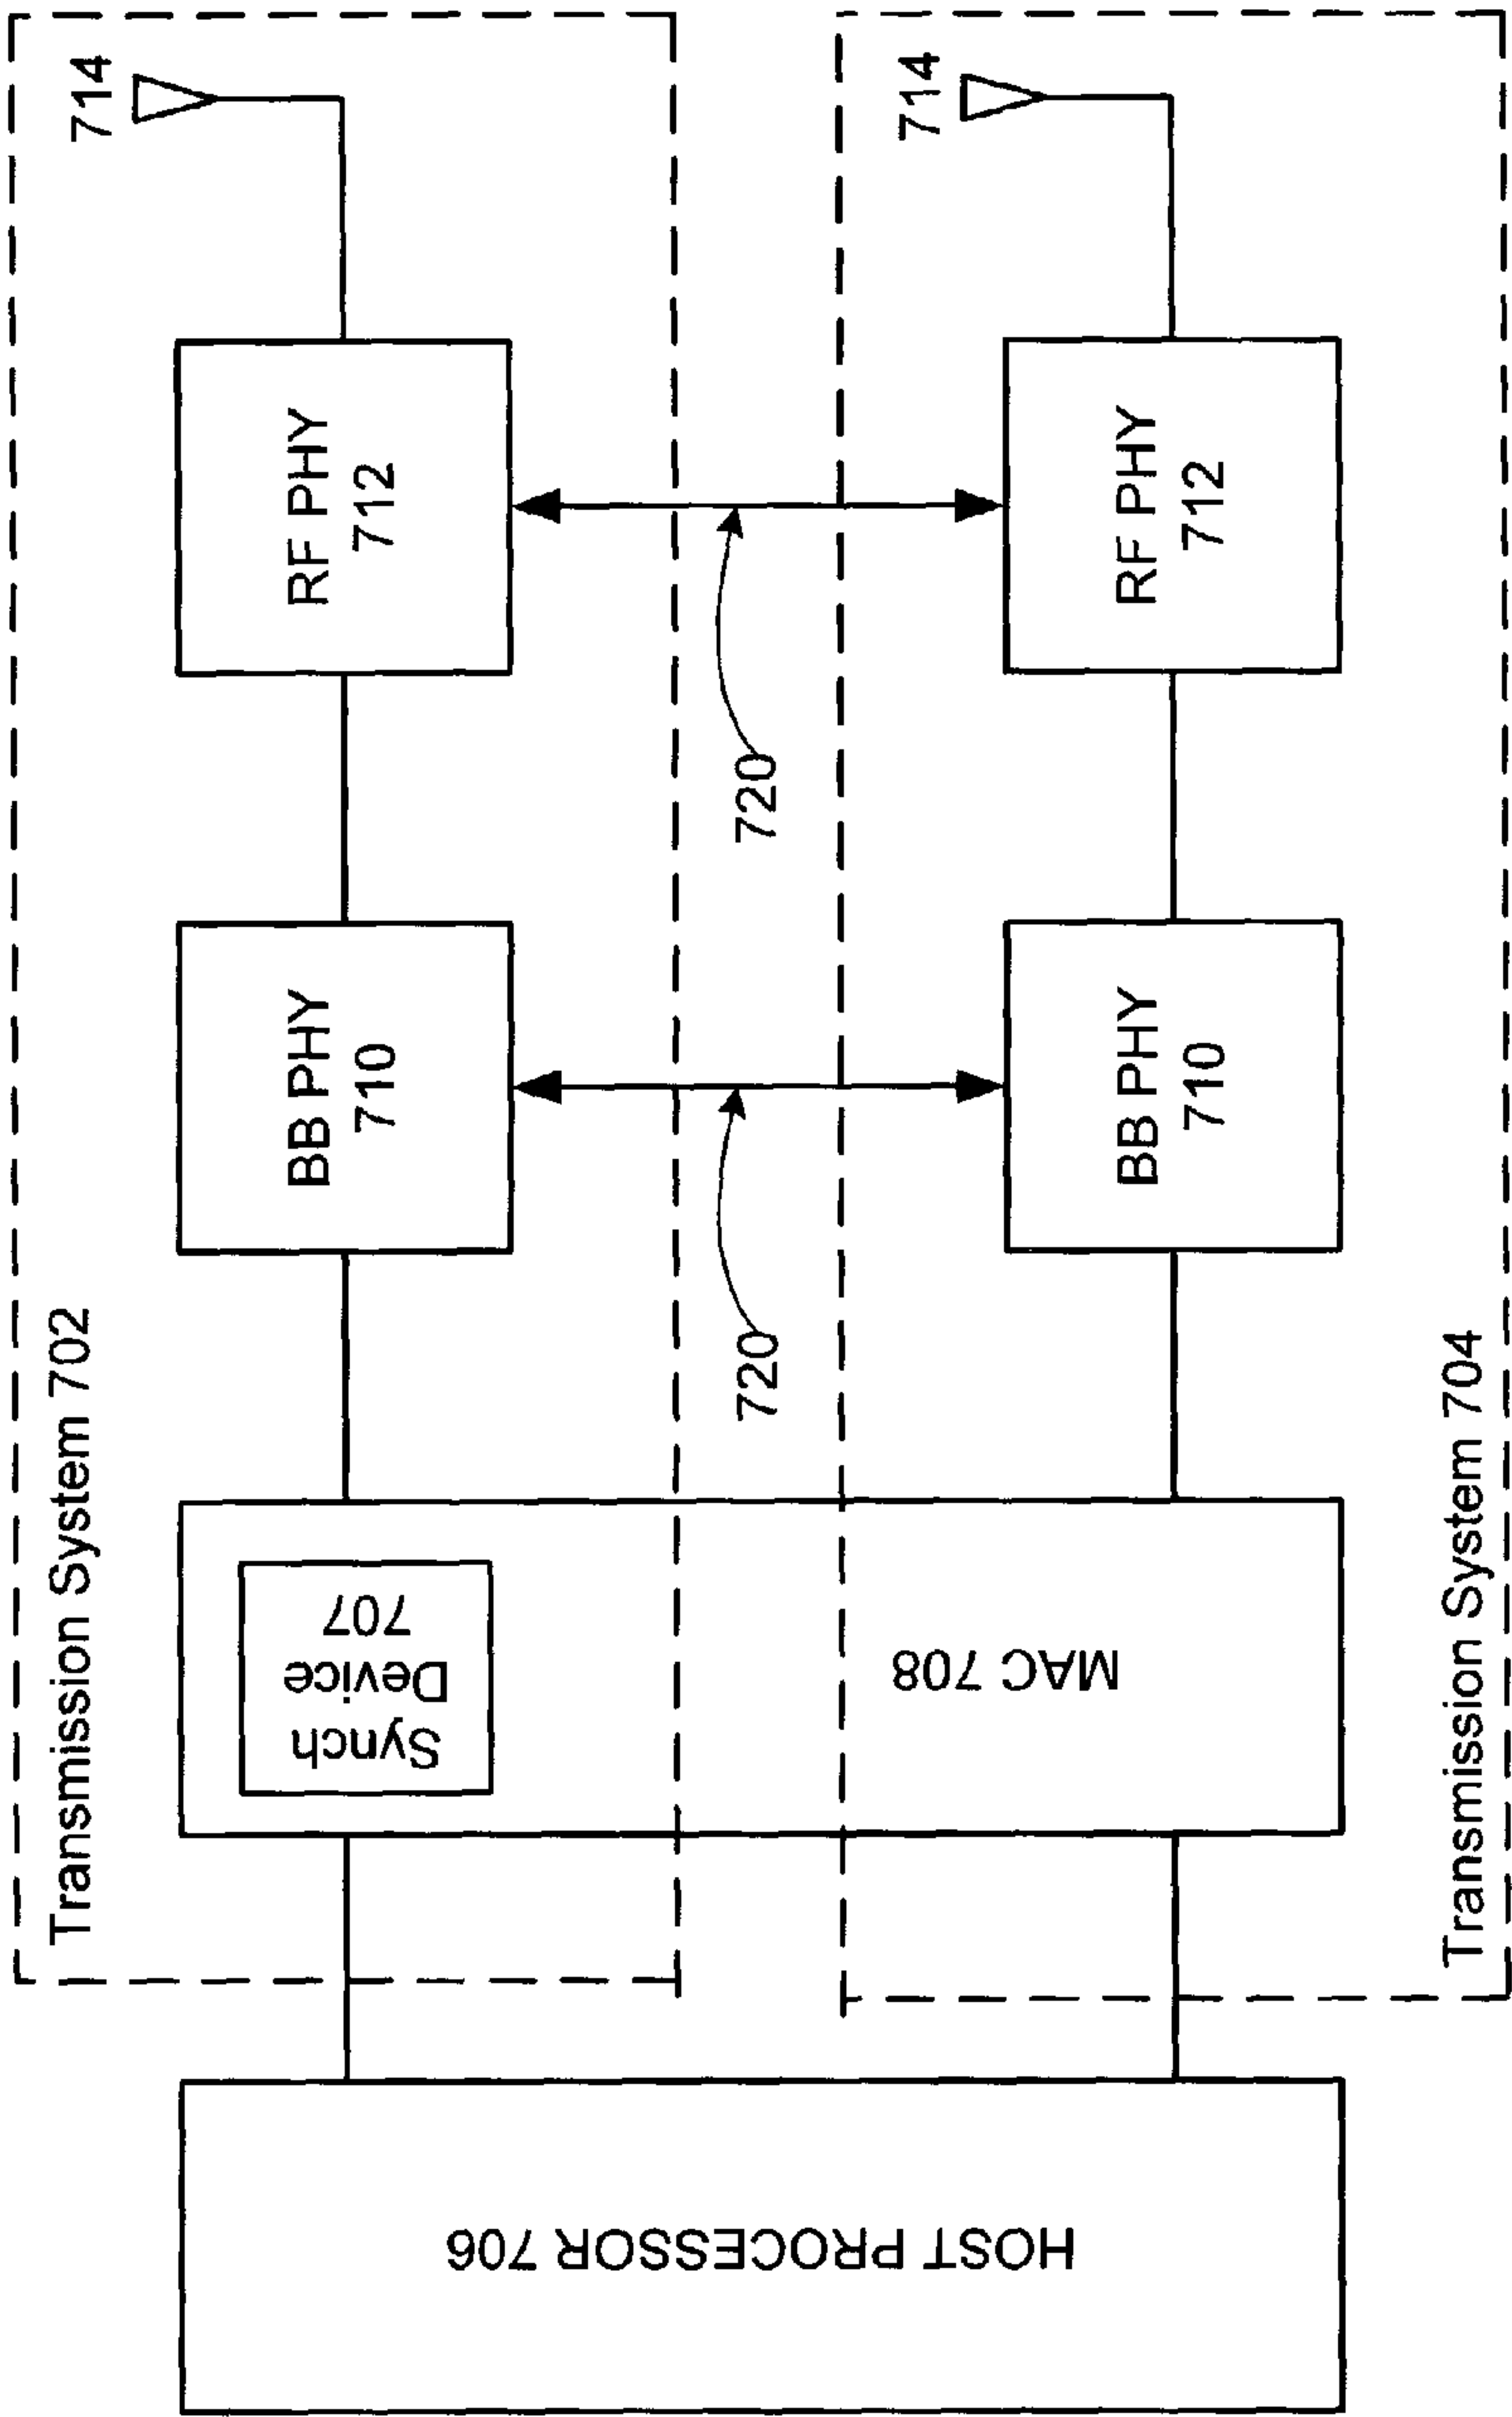 Transmission System 702
714
RF PHY
712
BB PHY
710
Synch
Device
707
MAC 708
HOST PROCESSOR 706
720
720
714
RF PHY
712
BB PHY
710
Transmission System 704